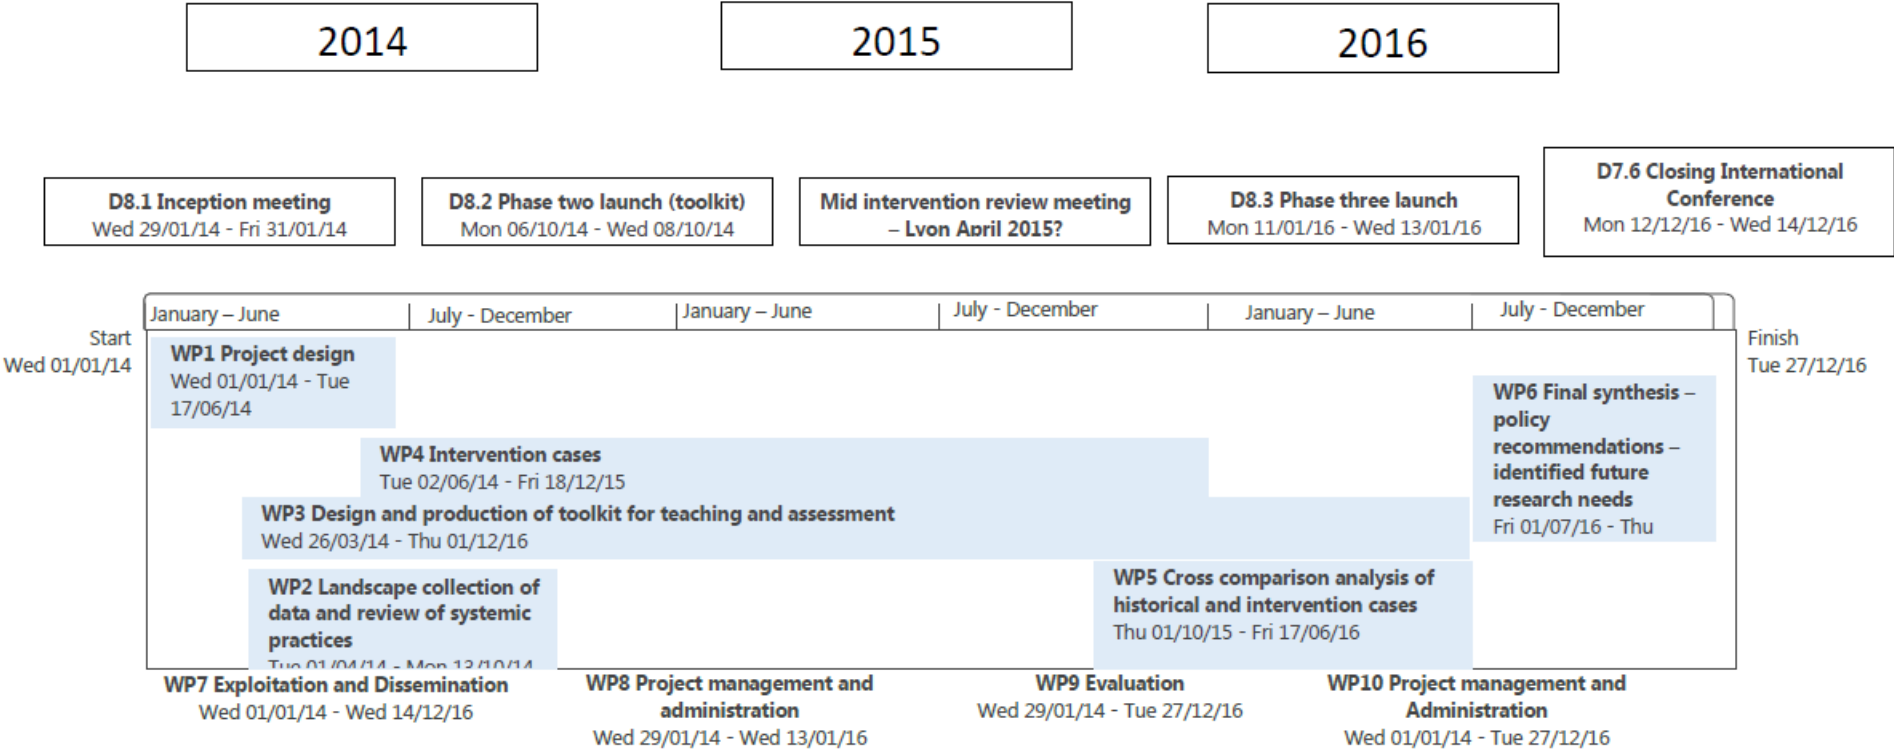 2014
2015
2016
D8.1 Inception meeting
Wed 29/01/14 - Fri 31/01/14
D8.2 Phase two launch (toolkit)
Mon 06/10/14 - Wed 08/10/14
Mid intervention review meeting
– Lyon April 2015?
D8.3 Phase three launch
Mon 11/01/16 - Wed 13/01/16
D7.6 Closing International
Conference
Mon 12/12/16 - Wed 14/12/16
January – June
July - December
January – June
July - December
January – June
July - December
Start
Wed 01/01/14
Finish
Tue 27/12/16
WP1 Project design
Wed 01/01/14 - Tue
17/06/14
WP4 Intervention cases
Tue 02/06/14 - Fri 18/12/15
WP3 Design and production of toolkit for teaching and assessment
Wed 26/03/14 - Thu 01/12/16
WP2 Landscape collection of
data and review of systemic
practices
Tue 01/04/14 - Mon 13/10/14
WP5 Cross comparison analysis of
historical and intervention cases
Thu 01/10/15 - Fri 17/06/16
WP6 Final synthesis –
policy
recommendations –
identified future
research needs
Fri 01/07/16 - Thu
WP7 Exploitation and Dissemination
Wed 01/01/14 - Wed 14/12/16
WP8 Project management and
administration
Wed 29/01/14 - Wed 13/01/16
WP9 Evaluation
Wed 29/01/14 - Tue 27/12/16
WP10 Project management and
Administration
Wed 01/01/14 - Tue 27/12/16